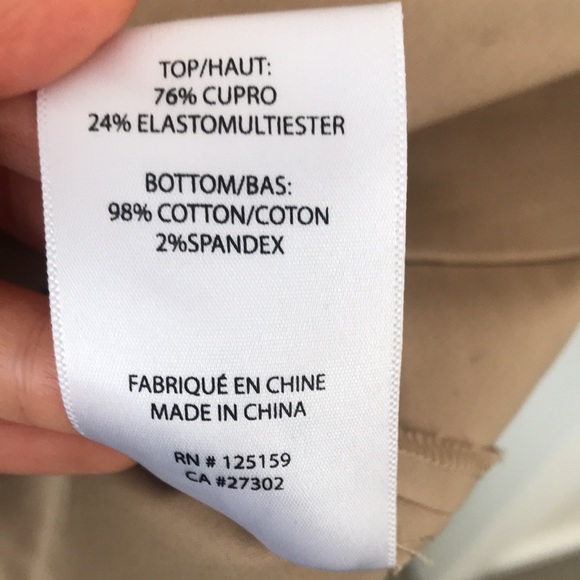 TOP/HAUT:
76% CUPRO
24% ELASTOMULTIESTER
BOTTOM/BAS:
98% COTTON/COTON
2%SPANDEX
FABRIQUÉ EN CHINE
MADE IN CHINA
RN # 125159
CA #27302